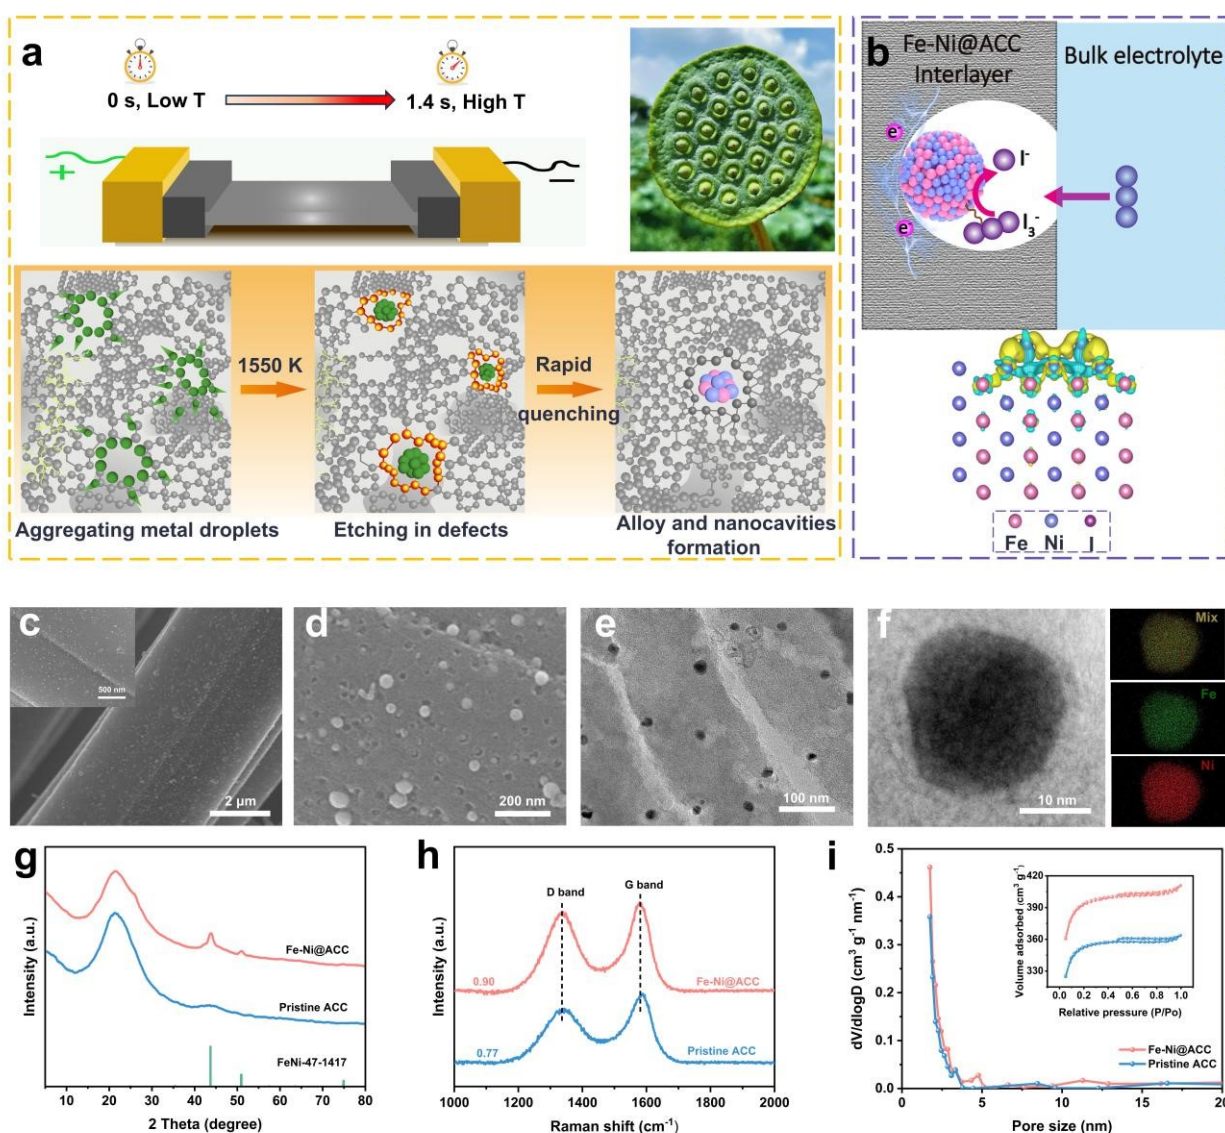 a
0 s, Low T
1.4 s, High T
+
−
1550 K
Rapid
quenching
Aggregating metal droplets
Etching in defects
Alloy and nanocavities
formation
b
Fe-Ni@ACC
Interlayer
Bulk electrolyte
e⁻
I⁻
e⁻
I₃⁻
Fe Ni I
c
500 nm
2 μm
d
200 nm
e
100 nm
f
10 nm
Mix
Fe
Ni
g
Intensity (a.u.)
Fe-Ni@ACC
Pristine ACC
FeNi-47-1417
10 20 30 40 50 60 70 80
2 Theta (degree)
h
Intensity (a.u.)
D band
G band
0.90
Fe-Ni@ACC
0.77
Pristine ACC
1000 1200 1400 1600 1800 2000
Raman shift (cm⁻¹)
i
dV/dlogD (cm³ g⁻¹ nm⁻¹)
0.5
0.4
0.3
0.2
0.1
0.0
Volume adsorbed (cm³ g⁻¹)
420
390
360
330
0.0 0.2 0.4 0.6 0.8 1.0
Relative pressure (P/Po)
Fe-Ni@ACC
Pristine ACC
0 5 10 15 20
Pore size (nm)